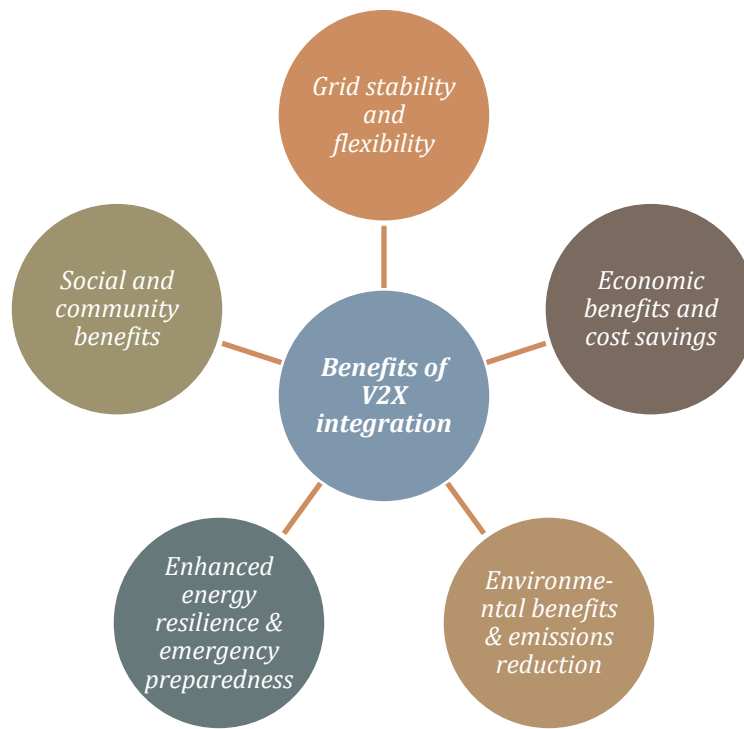 Grid stability
and
flexibility
Social and
community
benefits
Economic
benefits and
cost savings
Benefits of
V2X
integration
Enhanced
energy
resilience &
emergency
preparedness
Environme-
ntal benefits
& emissions
reduction